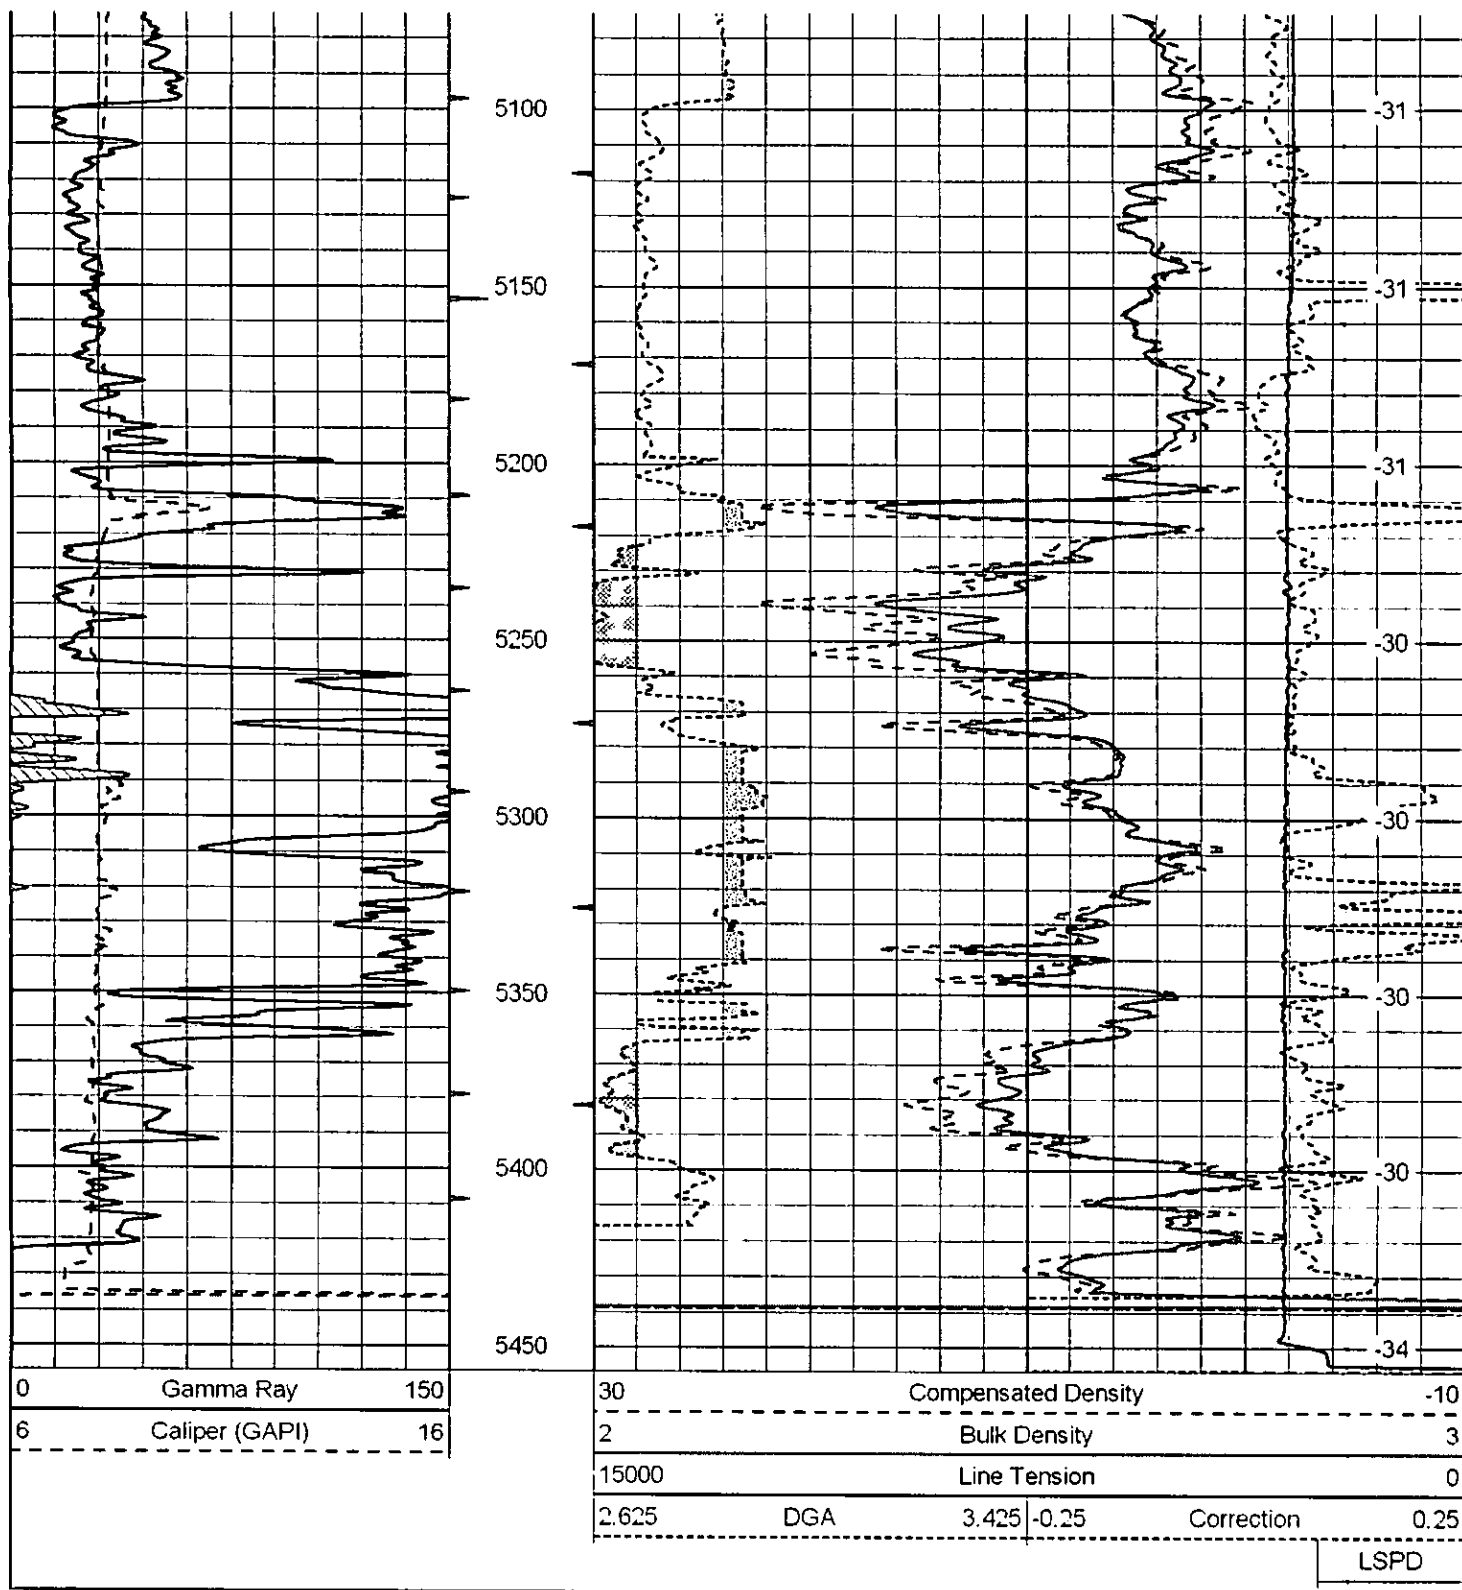 5100 -31
5150 -31
5200 -31
5250 -30
5300 -30
5350 -30
5400 -30
5450 -34
0 Gamma Ray 150
6 Caliper (GAPI) 16
30 Compensated Density -10
2 Bulk Density 3
15000 Line Tension 0
2.625 DGA 3.425 -0.25 Correction 0.25
LSPD